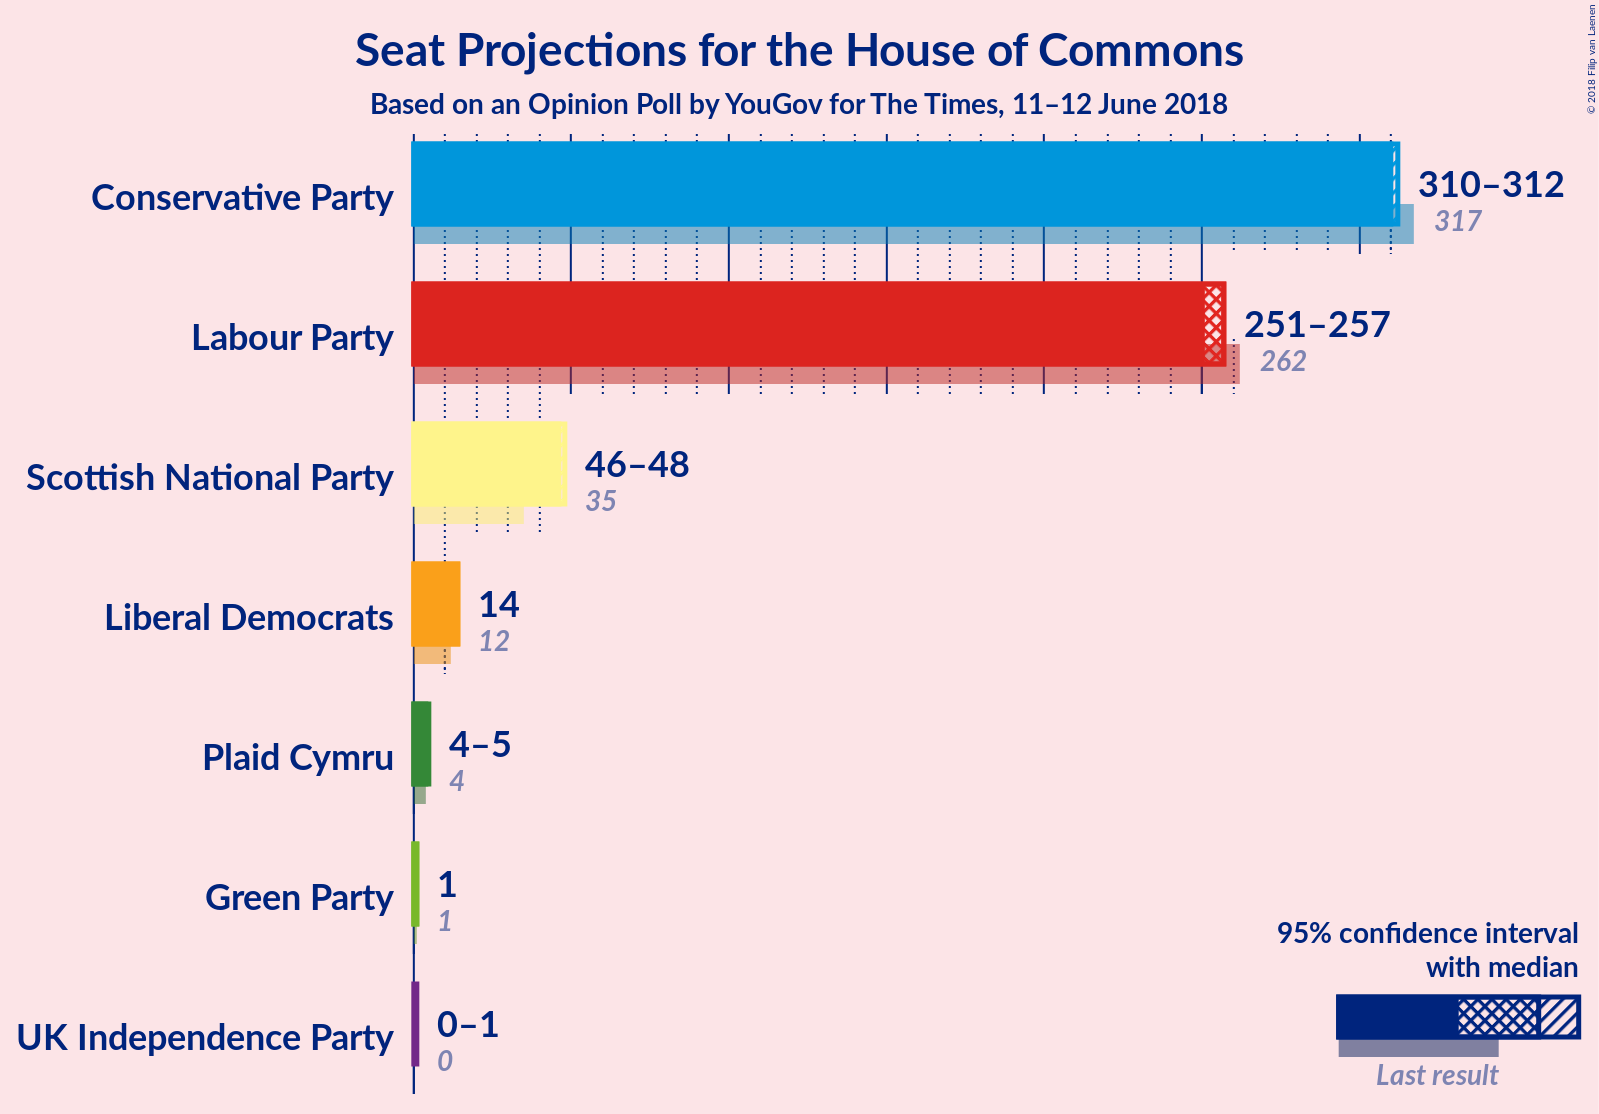 Seat Projections for the House of Commons
Based on an Opinion Poll by YouGov for The Times, 11–12 June 2018
© 2018 Filip van Laenen
Conservative Party
310–312
317
Labour Party
251–257
262
Scottish National Party
46–48
35
Liberal Democrats
14
12
Plaid Cymru
4–5
4
Green Party
1
1
UK Independence Party
0–1
0
95% confidence interval
with median
Last result